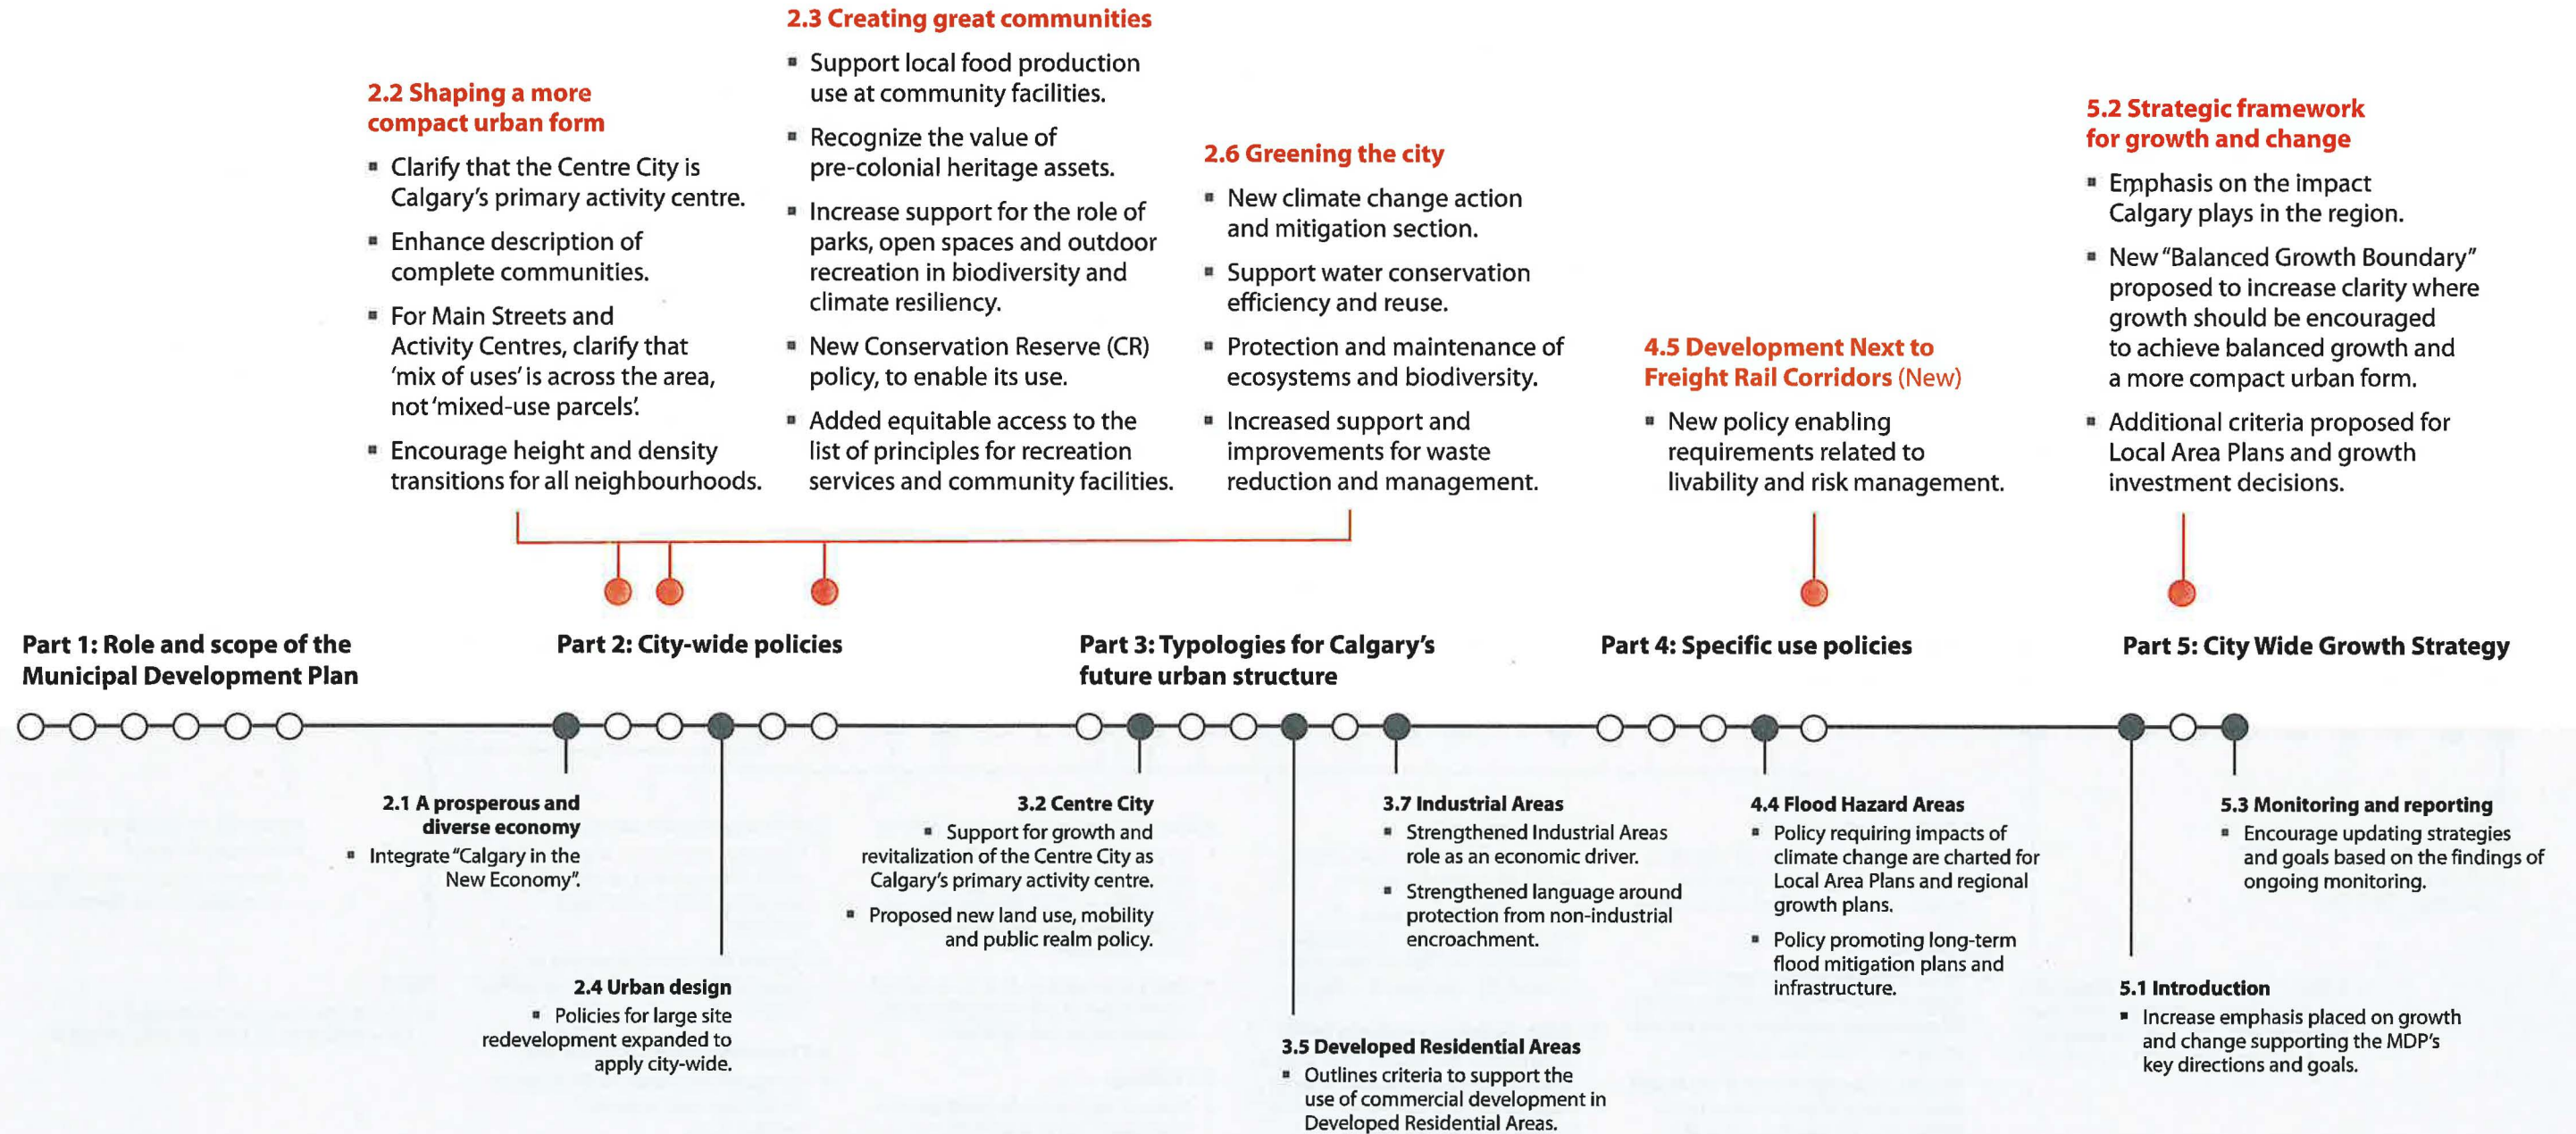 2.2 Shaping a more
compact urban form
▪ Clarify that the Centre City is
Calgary's primary activity centre.
▪ Enhance description of
complete communities.
▪ For Main Streets and
Activity Centres, clarify that
'mix of uses' is across the area,
not 'mixed-use parcels'.
▪ Encourage height and density
transitions for all neighbourhoods.
2.3 Creating great communities
▪ Support local food production
use at community facilities.
▪ Recognize the value of
pre-colonial heritage assets.
▪ Increase support for the role of
parks, open spaces and outdoor
recreation in biodiversity and
climate resiliency.
▪ New Conservation Reserve (CR)
policy, to enable its use.
▪ Added equitable access to the
list of principles for recreation
services and community facilities.
2.6 Greening the city
▪ New climate change action
and mitigation section.
▪ Support water conservation
efficiency and reuse.
▪ Protection and maintenance of
ecosystems and biodiversity.
▪ Increased support and
improvements for waste
reduction and management.
4.5 Development Next to
Freight Rail Corridors (New)
▪ New policy enabling
requirements related to
livability and risk management.
5.2 Strategic framework
for growth and change
▪ Emphasis on the impact
Calgary plays in the region.
▪ New "Balanced Growth Boundary"
proposed to increase clarity where
growth should be encouraged
to achieve balanced growth and
a more compact urban form.
▪ Additional criteria proposed for
Local Area Plans and growth
investment decisions.
Part 1: Role and scope of the
Municipal Development Plan
Part 2: City-wide policies
Part 3: Typologies for Calgary's
future urban structure
Part 4: Specific use policies
Part 5: City Wide Growth Strategy
2.1 A prosperous and
diverse economy
▪ Integrate "Calgary in the
New Economy".
2.4 Urban design
▪ Policies for large site
redevelopment expanded to
apply city-wide.
3.2 Centre City
▪ Support for growth and
revitalization of the Centre City as
Calgary's primary activity centre.
▪ Proposed new land use, mobility
and public realm policy.
3.5 Developed Residential Areas
▪ Outlines criteria to support the
use of commercial development in
Developed Residential Areas.
3.7 Industrial Areas
▪ Strengthened Industrial Areas
role as an economic driver.
▪ Strengthened language around
protection from non-industrial
encroachment.
4.4 Flood Hazard Areas
▪ Policy requiring impacts of
climate change are charted for
Local Area Plans and regional
growth plans.
▪ Policy promoting long-term
flood mitigation plans and
infrastructure.
5.1 Introduction
▪ Increase emphasis placed on growth
and change supporting the MDP's
key directions and goals.
5.3 Monitoring and reporting
▪ Encourage updating strategies
and goals based on the findings of
ongoing monitoring.